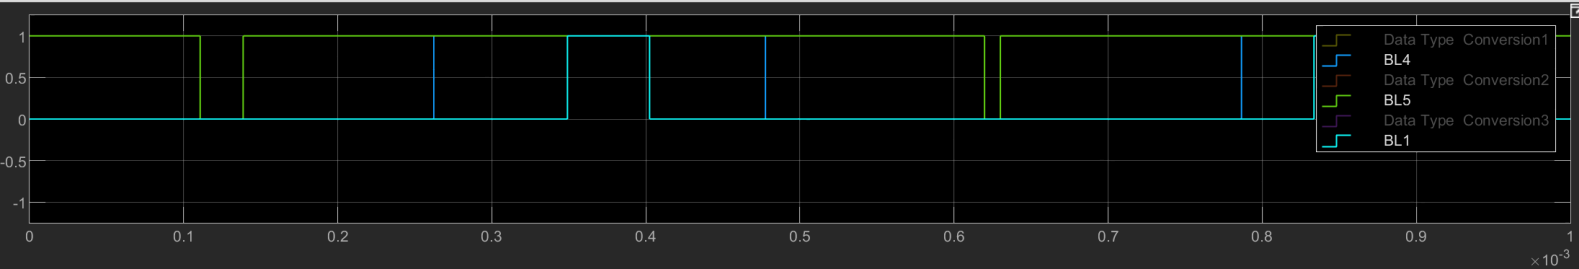 1
0.5
0
-0.5
-1
Data Type Conversion1
BL4
Data Type Conversion2
BL5
Data Type Conversion3
BL1
0 0.1 0.2 0.3 0.4 0.5 0.6 0.7 0.8 0.9 1
×10⁻³